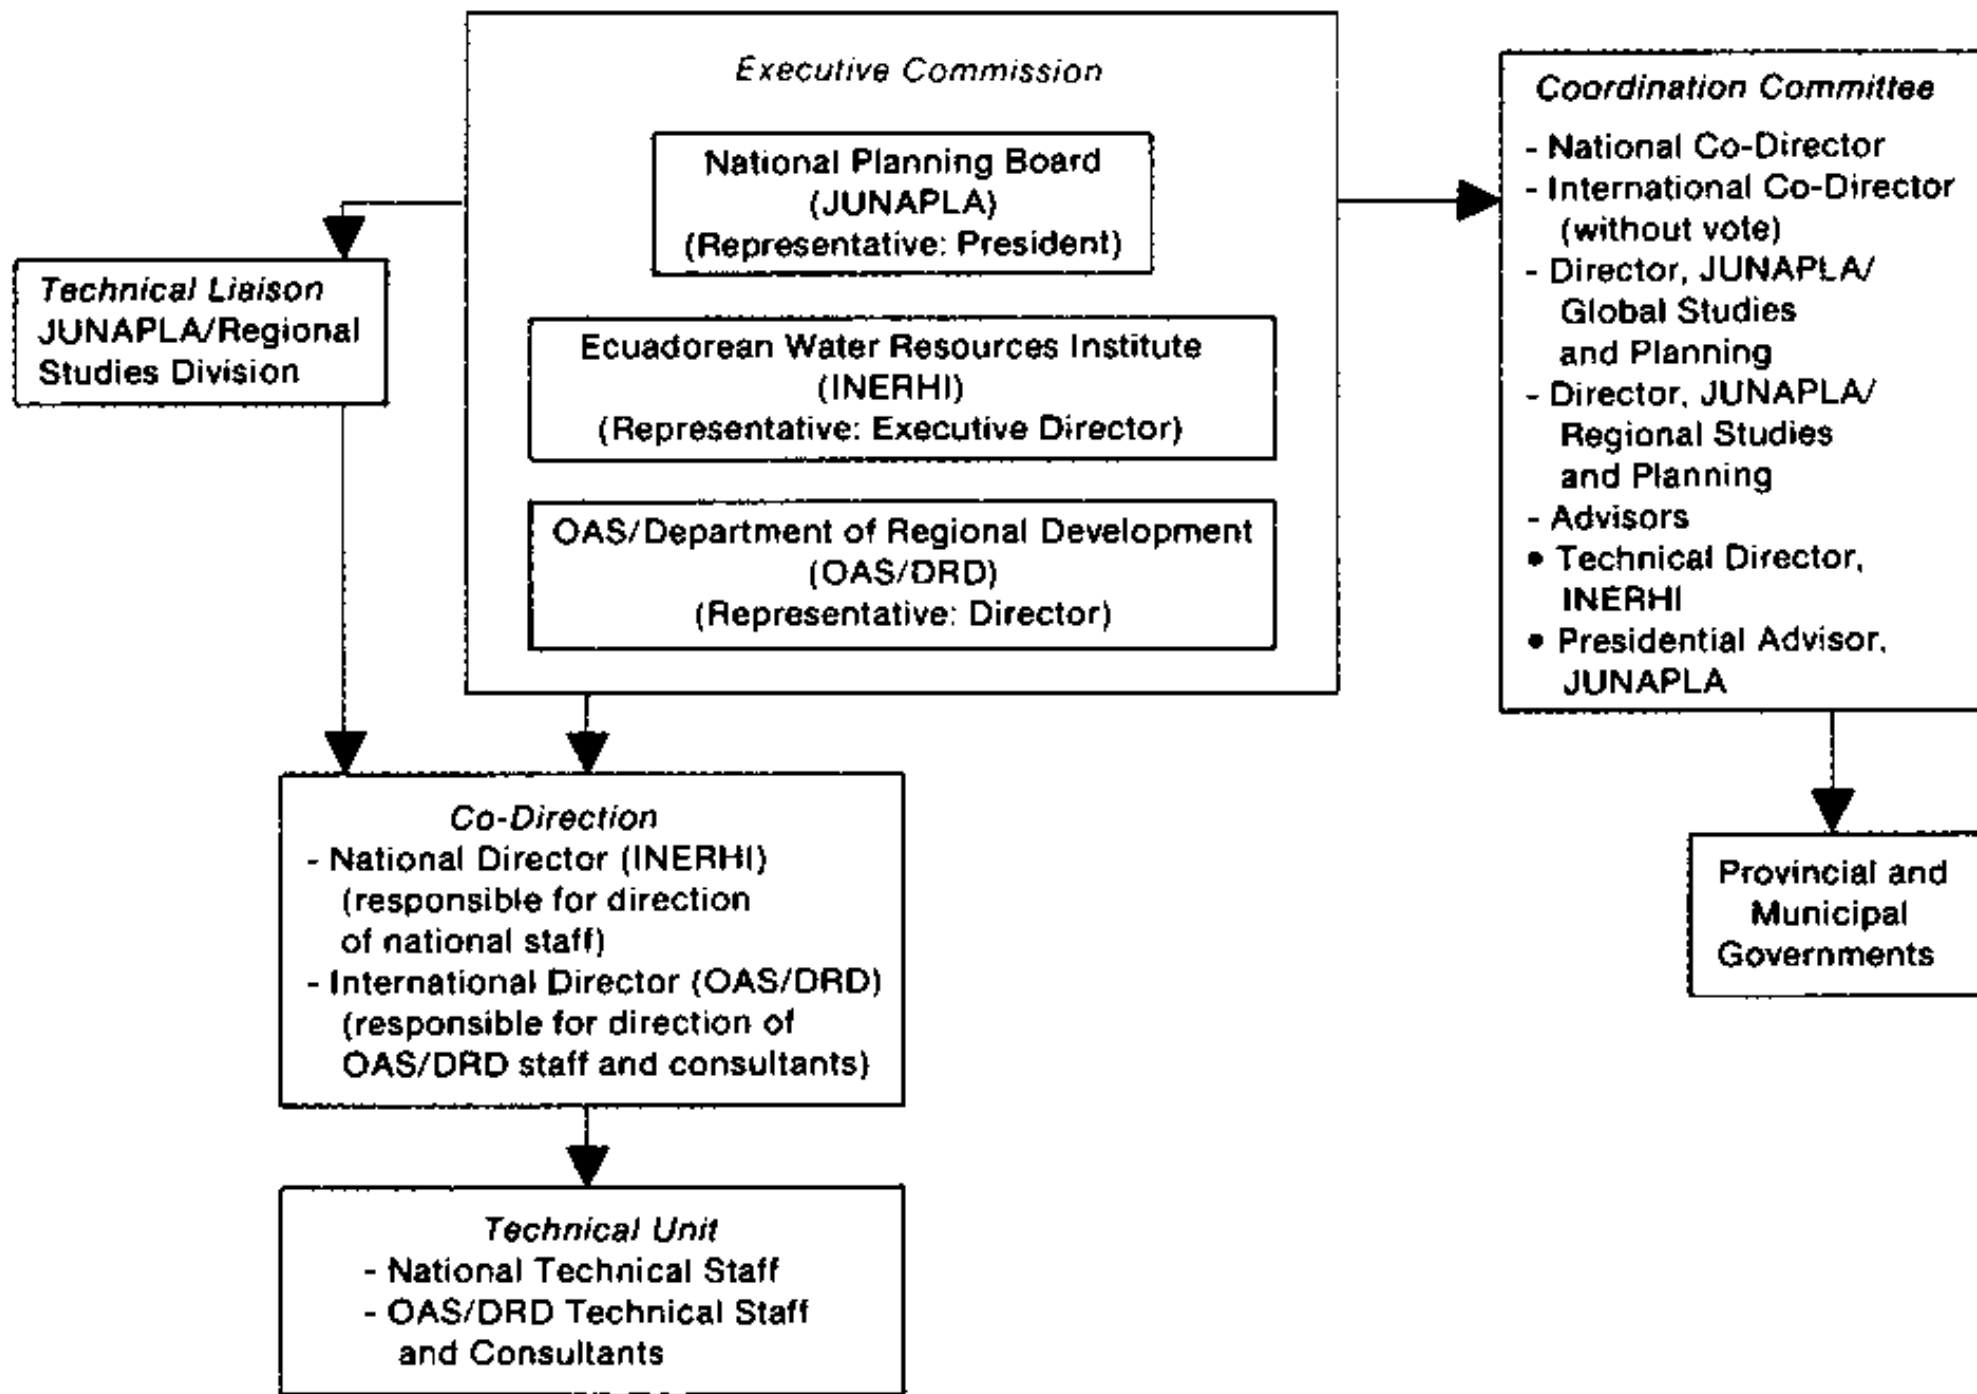 Executive Commission
National Planning Board
(JUNAPLA)
(Representative: President)
Ecuadorean Water Resources Institute
(INERHI)
(Representative: Executive Director)
OAS/Department of Regional Development
(OAS/DRD)
(Representative: Director)
Technical Liaison
JUNAPLA/Regional
Studies Division
Coordination Committee
- National Co-Director
- International Co-Director
(without vote)
- Director, JUNAPLA/
Global Studies
and Planning
- Director, JUNAPLA/
Regional Studies
and Planning
- Advisors
• Technical Director,
INERHI
• Presidential Advisor,
JUNAPLA
Co-Direction
- National Director (INERHI)
(responsible for direction
of national staff)
- International Director (OAS/DRD)
(responsible for direction of
OAS/DRD staff and consultants)
Provincial and
Municipal
Governments
Technical Unit
- National Technical Staff
- OAS/DRD Technical Staff
and Consultants